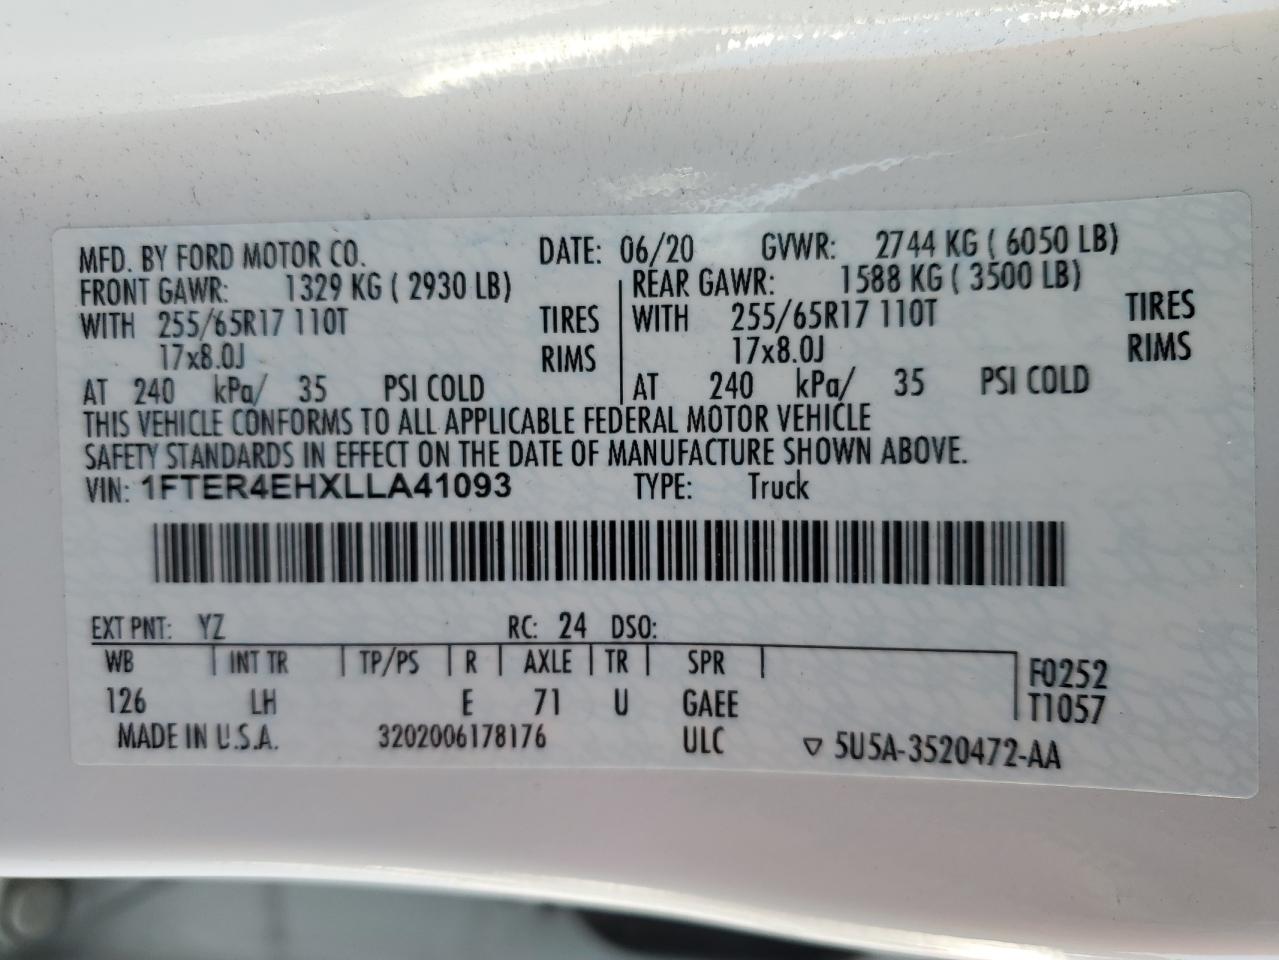 MFD. BY FORD MOTOR CO. DATE: 06/20 GVWR: 2744 KG ( 6050 LB)
FRONT GAWR: 1329 KG ( 2930 LB) REAR GAWR: 1588 KG ( 3500 LB)
WITH 255/65R17 110T TIRES WITH 255/65R17 110T TIRES
17x8.0J RIMS 17x8.0J RIMS
AT 240 kPa/ 35 PSI COLD AT 240 kPa/ 35 PSI COLD
THIS VEHICLE CONFORMS TO ALL APPLICABLE FEDERAL MOTOR VEHICLE
SAFETY STANDARDS IN EFFECT ON THE DATE OF MANUFACTURE SHOWN ABOVE.
VIN: 1FTER4EHXLLA41093 TYPE: Truck
EXT PNT: YZ RC: 24 DSO:
WB INT TR TP/PS R AXLE TR SPR F0252
126 LH E 71 U GAEE T1057
MADE IN U.S.A. 3202006178176 ULC ▽ 5U5A-3520472-AA